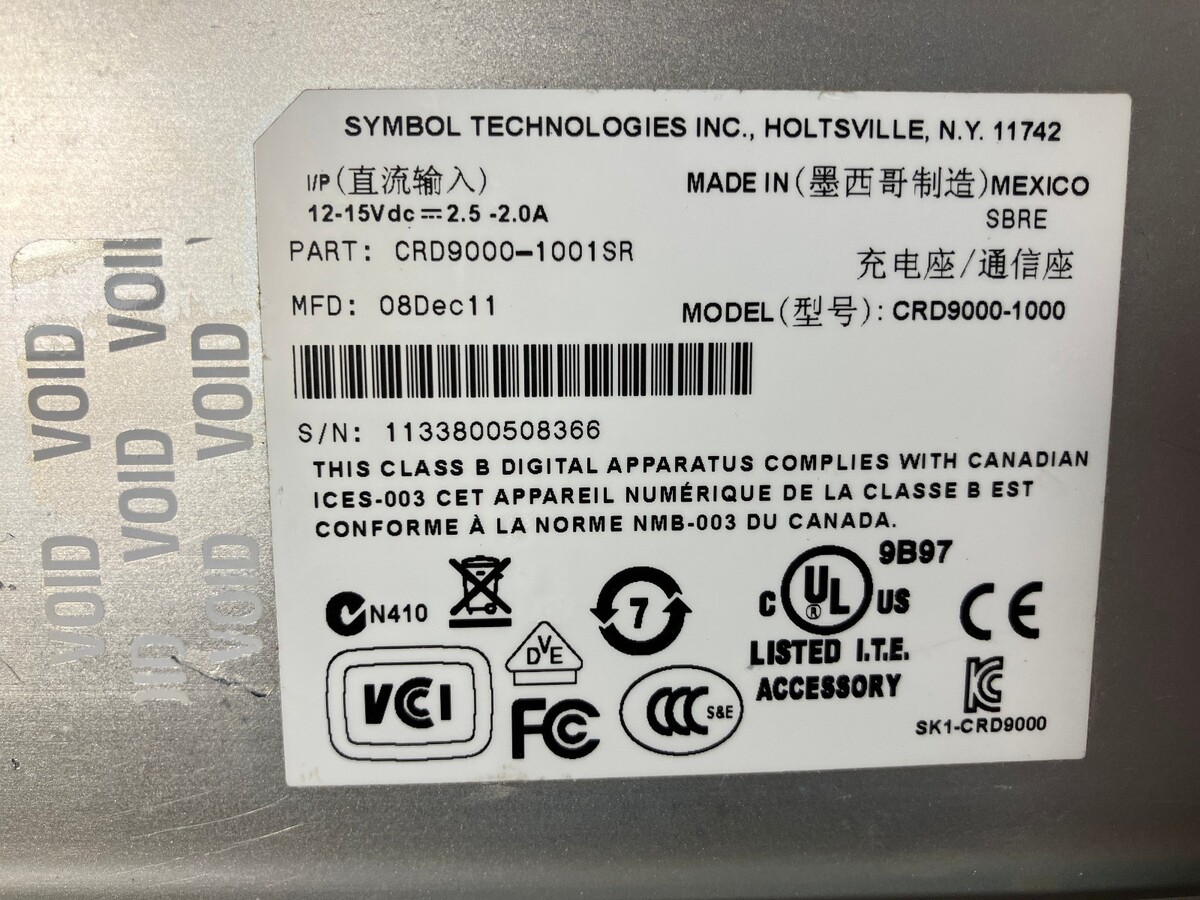 SYMBOL TECHNOLOGIES INC., HOLTSVILLE, N.Y. 11742
I/P (直流输入)
12-15Vdc ⎓ 2.5 -2.0A
MADE IN (墨西哥制造) MEXICO
SBRE
PART: CRD9000-1001SR
充电座/通信座
MFD: 08Dec11
MODEL (型号): CRD9000-1000
S/N: 1133800508366
THIS CLASS B DIGITAL APPARATUS COMPLIES WITH CANADIAN
ICES-003 CET APPAREIL NUMÉRIQUE DE LA CLASSE B EST
CONFORME À LA NORME NMB-003 DU CANADA.
N410
7
C UL ® US 9B97
LISTED I.T.E.
ACCESSORY
CE
VCCI
DVE
FC
CCC S&E
KC
SK1-CRD9000
VOID
VOID
VOID
VOID
VOID
VOID